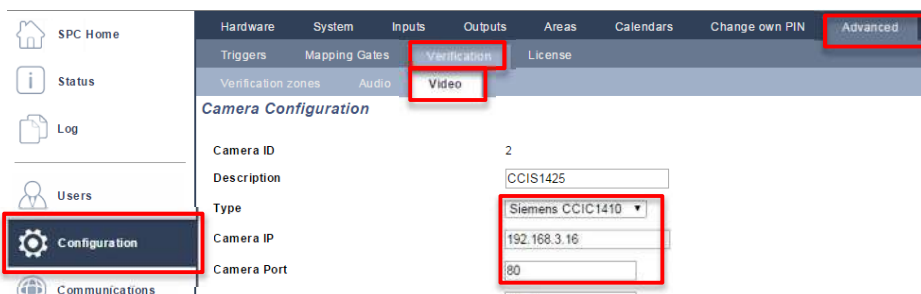 SPC Home
Status
Log
Users
Configuration
Communications
Hardware System Inputs Outputs Areas Calendars Change own PIN Advanced
Triggers Mapping Gates Verification License
Verification zones Audio Video
Camera Configuration
Camera ID 2
Description CCIS1425
Type Siemens CCIC1410
Camera IP 192.168.3.16
Camera Port 80